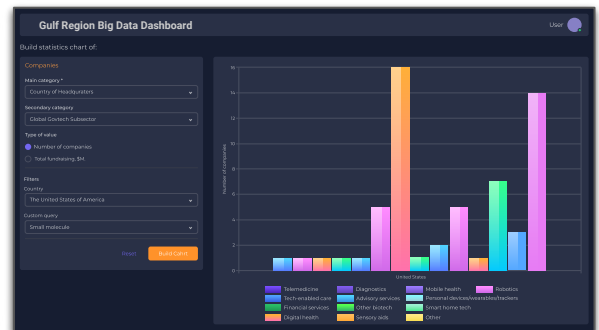 Gulf Region Big Data Dashboard
User
Build statistics chart of:
Companies
Main category *
Country of Headquraters
Secondary category
Global Govtech Subsector
Type of value
Number of companies
Total fundraising, $M
Filters
Country
The United States of America
Custom query
Small molecule
Reset
Build Cahrt
16
14
12
10
8
6
4
2
0
Number of companies
United States
Telemedicine
Diagnostics
Mobile health
Robotics
Tech-enabled care
Advisory services
Personal devices/wearables/trackers
Financial services
Other biotech
Smart home tech
Digital health
Sensory aids
Other